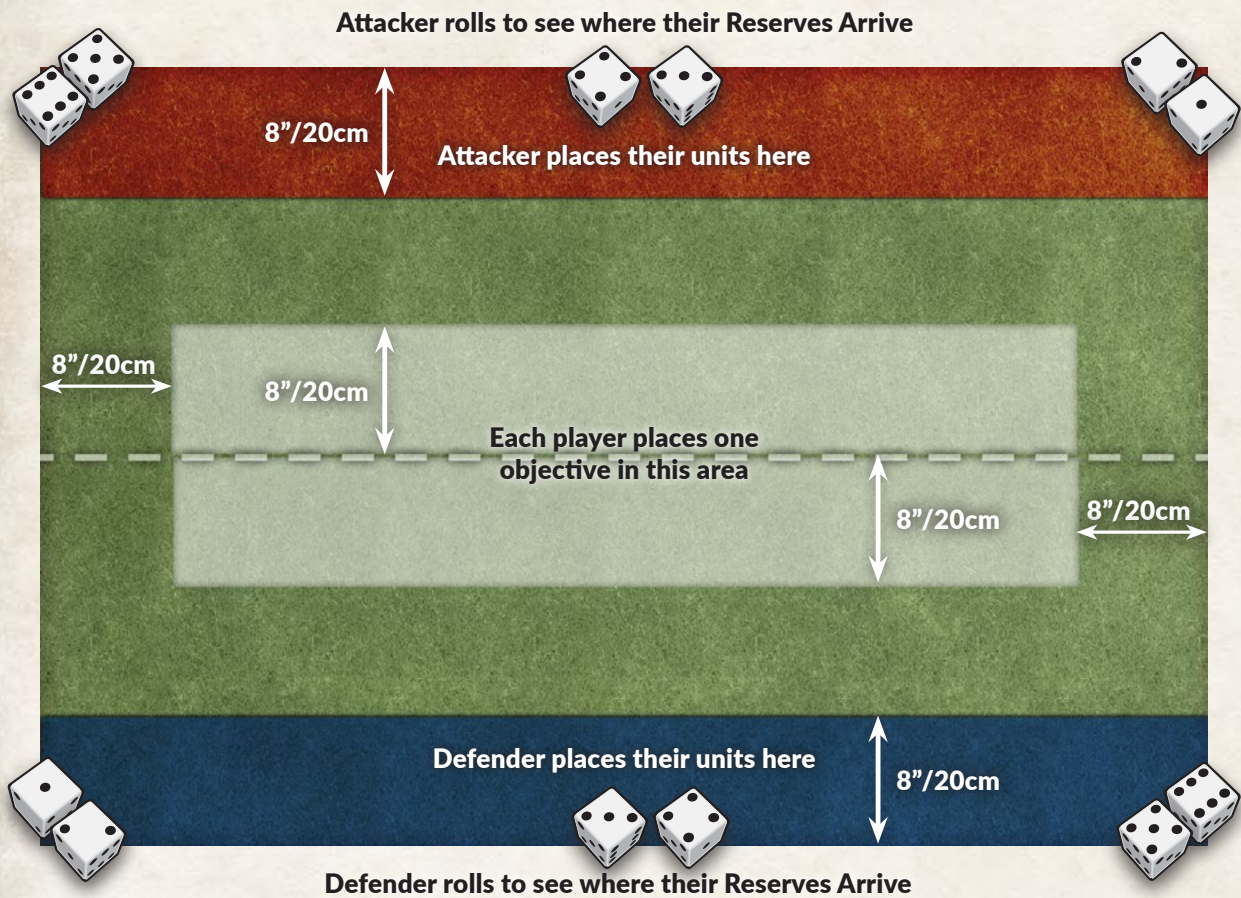 Attacker rolls to see where their Reserves Arrive
8”/20cm
Attacker places their units here
8”/20cm
8”/20cm
Each player places one
objective in this area
8”/20cm
8”/20cm
Defender places their units here
8”/20cm
Defender rolls to see where their Reserves Arrive